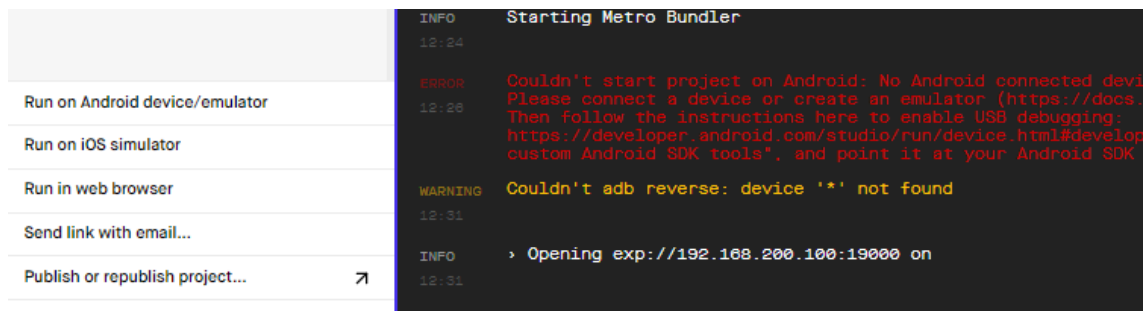 Run on Android device/emulator
Run on iOS simulator
Run in web browser
Send link with email...
Publish or republish project...
INFO Starting Metro Bundler
12:24
ERROR Couldn't start project on Android: No Android connected devi
12:26 Please connect a device or create an emulator (https://docs.
Then follow the instructions here to enable USB debugging:
https://developer.android.com/studio/run/device.html#develop
custom Android SDK tools", and point it at your Android SDK
WARNING Couldn't adb reverse: device '*' not found
12:31
INFO › Opening exp://192.168.200.100:19000 on
12:31